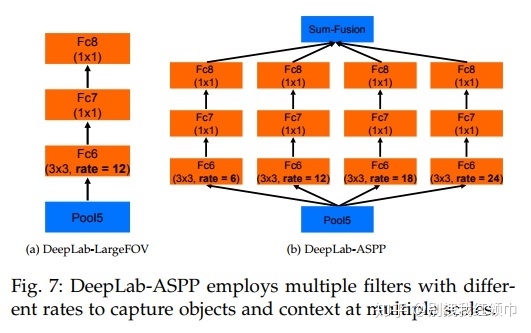 Fc8
(1x1)
Fc7
(1x1)
Fc6
(3x3, rate = 12)
Pool5
(a) DeepLab-LargeFOV
Sum-Fusion
Fc8 Fc8 Fc8 Fc8
(1x1) (1x1) (1x1) (1x1)
Fc7 Fc7 Fc7 Fc7
(1x1) (1x1) (1x1) (1x1)
Fc6 Fc6 Fc6 Fc6
(3x3, rate = 6) (3x3, rate = 12) (3x3, rate = 18) (3x3, rate = 24)
Pool5
(b) DeepLab-ASPP
Fig. 7: DeepLab-ASPP employs multiple filters with differ-
ent rates to capture objects and context at multiple scales.